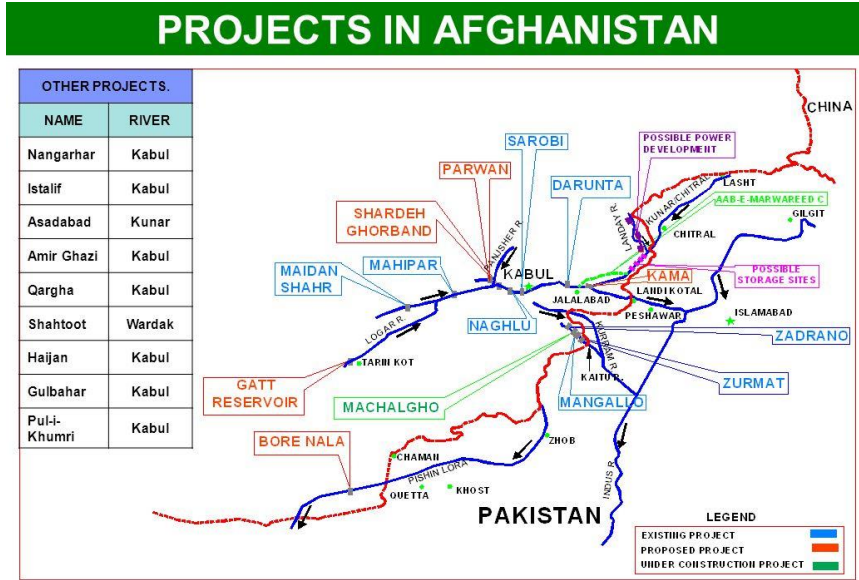 PROJECTS IN AFGHANISTAN
OTHER PROJECTS.
NAME RIVER
Nangarhar Kabul
Istalif Kabul
Asadabad Kunar
Amir Ghazi Kabul
Qargha Kabul
Shahtoot Wardak
Haijan Kabul
Gulbahar Kabul
Pul-i-
Khumri Kabul
CHINA
SAROBI
POSSIBLE POWER
DEVELOPMENT
PARWAN
DARUNTA
LASHT
KUNAR/CHITRAL
AAB-E-MARWAREED C
GILGIT
SHARDEH
GHORBAND
LANDAY R.
CHITRAL
PANJSHER R
MAIDAN
SHAHR
MAHIPAR
KABUL
KAMA
POSSIBLE
STORAGE SITES
JALALABAD
LANDI KOTAL
PESHAWAR
ISLAMABAD
LOGAR R.
NAGHLU
ZADRANO
KURRAM R
TARIN KOT
KAITU R.
ZURMAT
GATT
RESERVOIR
MACHALGHO
MANGALLO
BORE NALA
ZHOB
CHAMAN
PISHIN LORA
QUETTA
KHOST
INDUS R
PAKISTAN
LEGEND
EXISTING PROJECT
PROPOSED PROJECT
UNDER CONSTRUCTION PROJECT